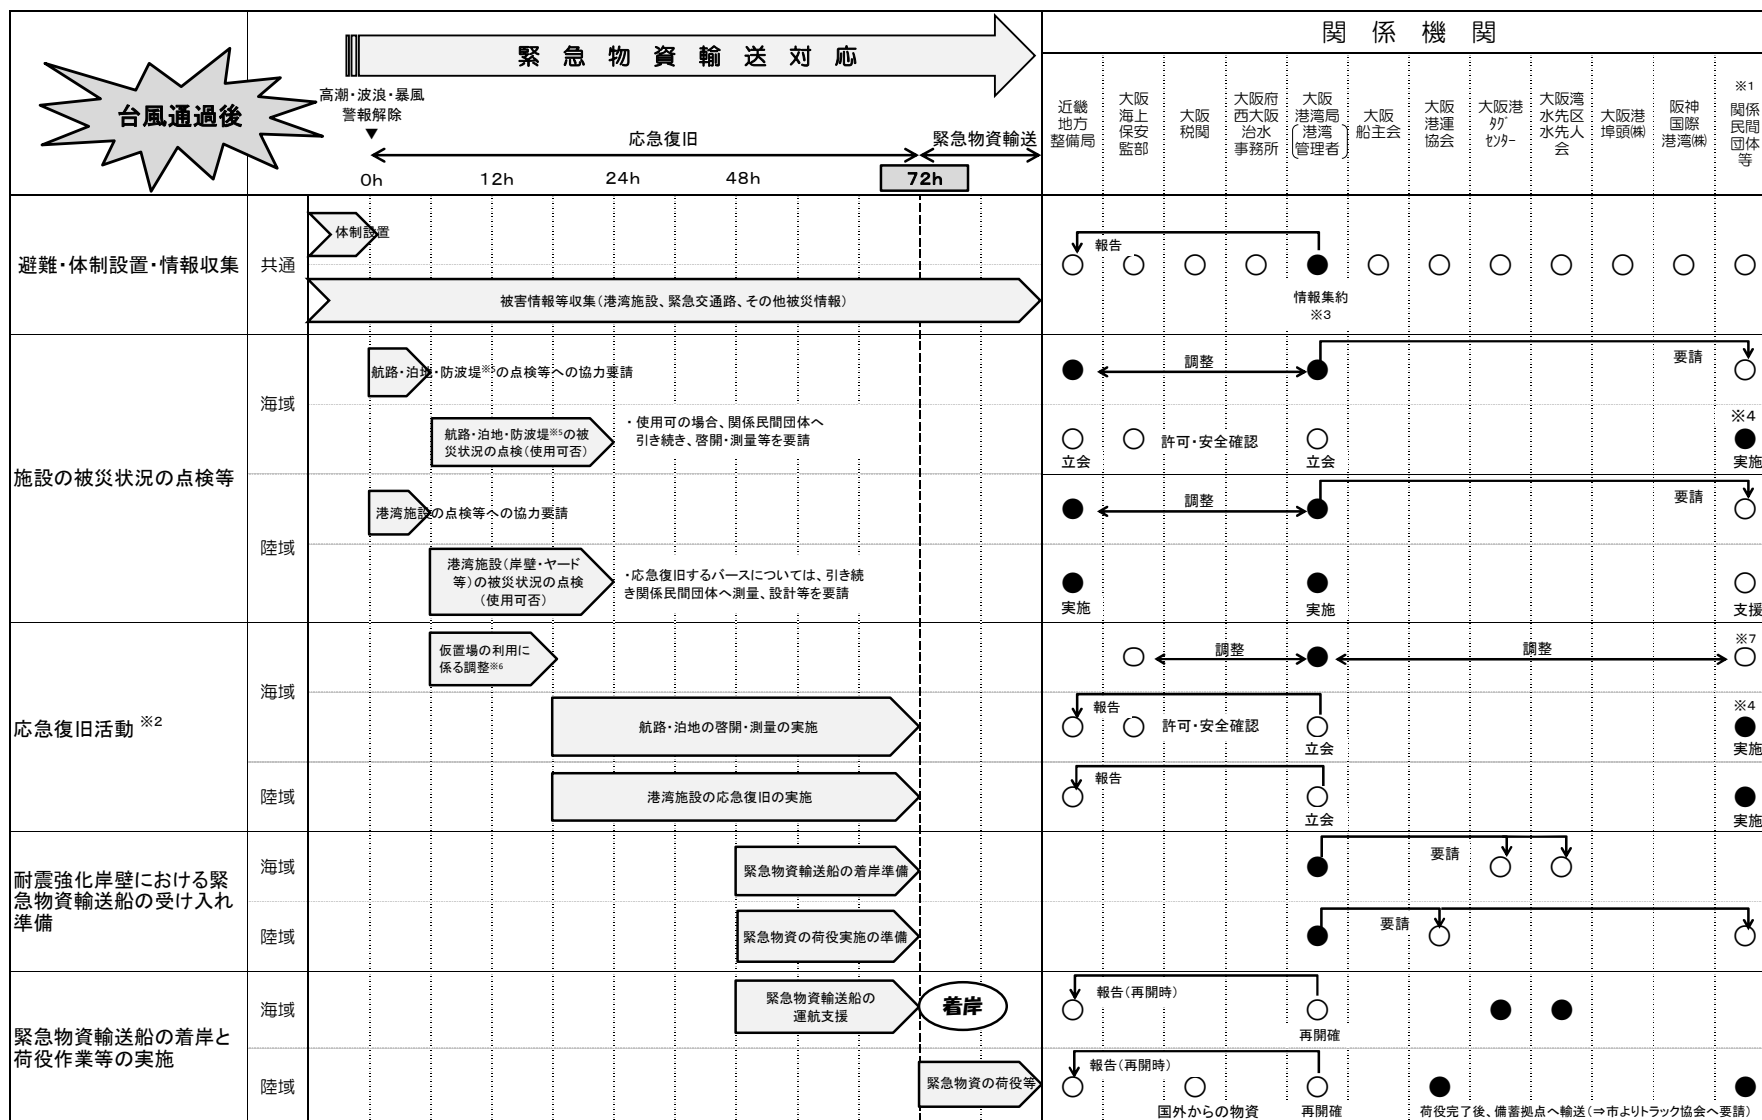 緊急物資輸送対応
台風通過後
高潮・波浪・暴風
警報解除
▼
応急復旧
緊急物資輸送
0h
12h
24h
48h
72h
関係機関
近畿
地方
整備局
大阪
海上
保安
監部
大阪
税関
大阪府
西大阪
治水
事務所
大阪
港湾局
港湾
管理者
大阪
船主会
大阪
港運
協会
大阪港
タグ
センター
大阪湾
水先区
水先人
会
大阪港
埠頭㈱
阪神
国際
港湾㈱
※1
関係
民間
団体
等
避難・体制設置・情報収集
共通
体制設置
被害情報等収集(港湾施設、緊急交通路、その他被災情報)
報告
情報集約
※3
施設の被災状況の点検等
海域
航路・泊地・防波堤※5の点検等への協力要請
調整
要請
航路・泊地・防波堤※5の被
災状況の点検(使用可否)
・使用可の場合、関係民間団体へ
引き続き、啓開・測量等を要請
立会
許可・安全確認
立会
※4
実施
陸域
港湾施設の点検等への協力要請
調整
要請
港湾施設(岸壁・ヤード
等)の被災状況の点検
(使用可否)
・応急復旧するバースについては、引き続
き関係民間団体へ測量、設計等を要請
実施
実施
支援
応急復旧活動 ※2
海域
仮置場の利用に
係る調整※6
調整
調整
※7
航路・泊地の啓開・測量の実施
報告
許可・安全確認
立会
※4
実施
陸域
港湾施設の応急復旧の実施
報告
立会
実施
耐震強化岸壁における緊
急物資輸送船の受け入れ
準備
海域
緊急物資輸送船の着岸準備
要請
陸域
緊急物資の荷役実施の準備
要請
緊急物資輸送船の着岸と
荷役作業等の実施
海域
緊急物資輸送船の
運航支援
着岸
報告(再開時)
再開確
陸域
緊急物資の荷役等
報告(再開時)
国外からの物資
再開確
荷役完了後、備蓄拠点へ輸送(⇒市よりトラック協会へ要請)